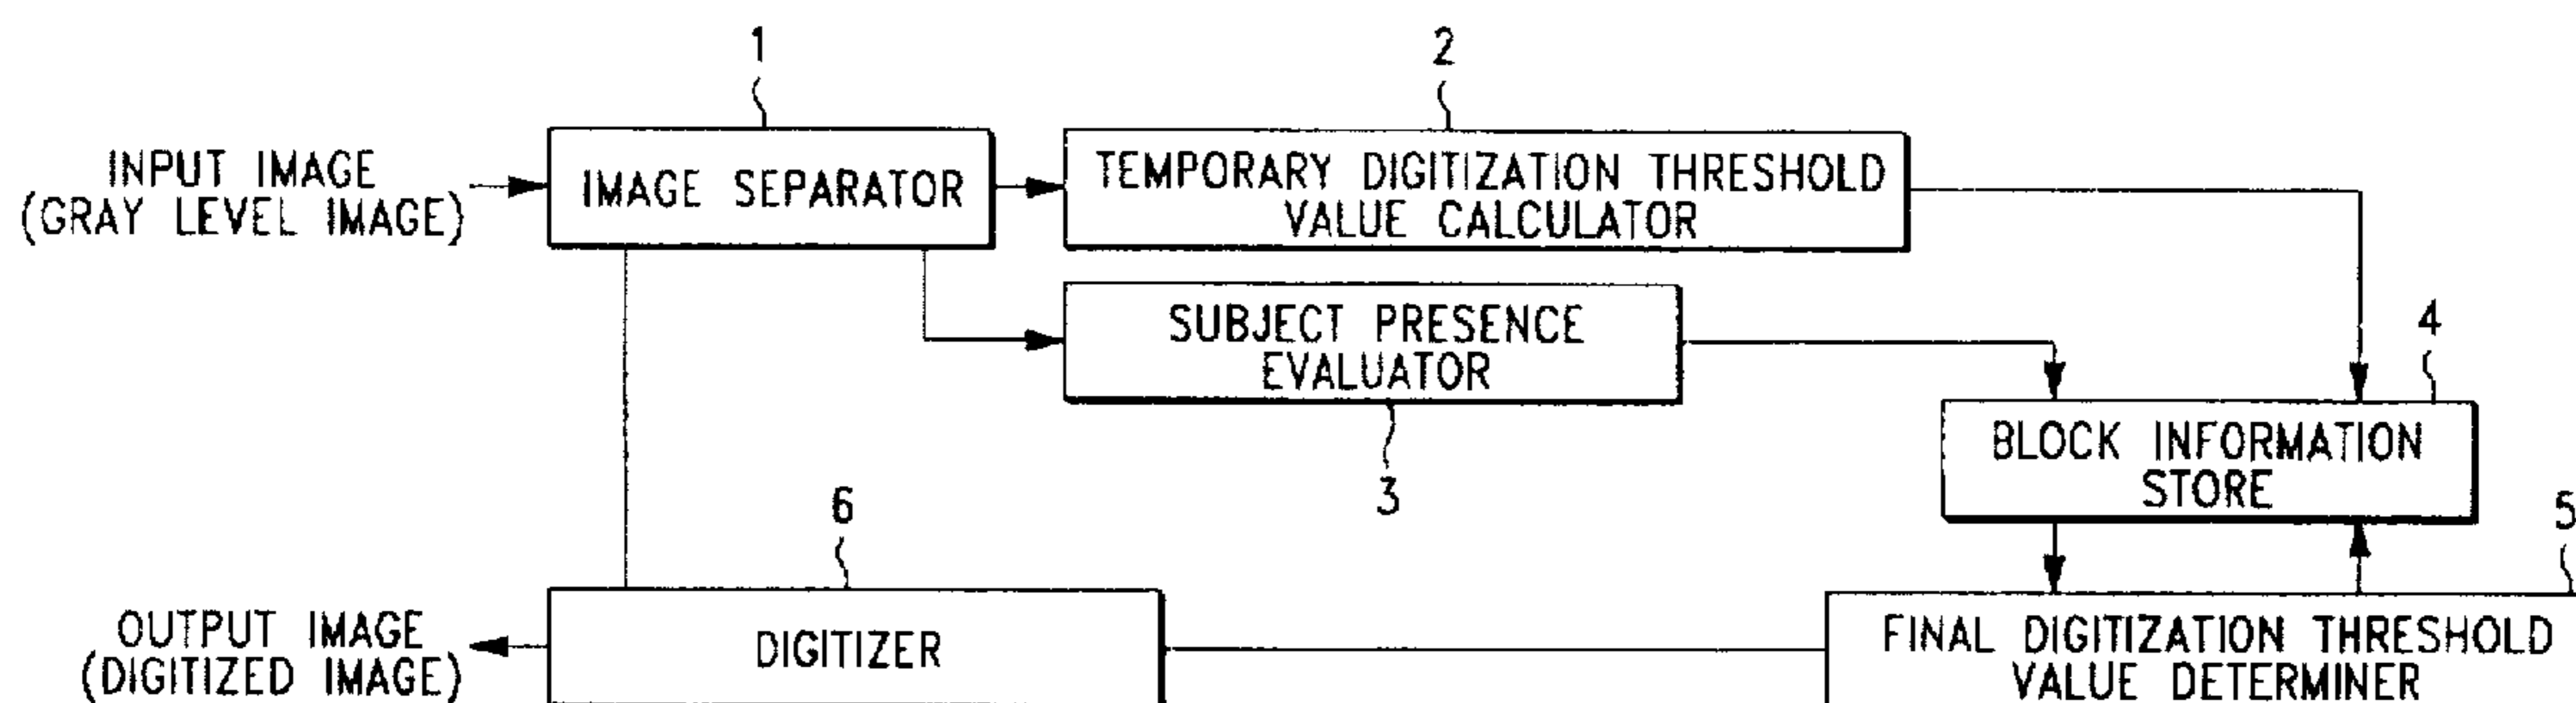 1
2
INPUT IMAGE
(GRAY LEVEL IMAGE)
IMAGE SEPARATOR
TEMPORARY DIGITIZATION THRESHOLD
VALUE CALCULATOR
SUBJECT PRESENCE
EVALUATOR
3
4
BLOCK INFORMATION
STORE
5
6
OUTPUT IMAGE
(DIGITIZED IMAGE)
DIGITIZER
FINAL DIGITIZATION THRESHOLD
VALUE DETERMINER